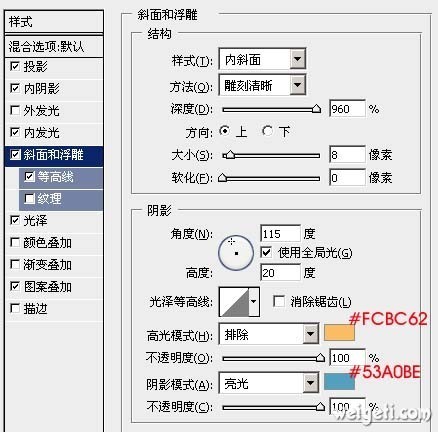 样式
混合选项:默认
投影
内阴影
外发光
内发光
斜面和浮雕
等高线
纹理
光泽
颜色叠加
渐变叠加
图案叠加
描边
斜面和浮雕
结构
样式(T): 内斜面
方法(Q): 雕刻清晰
深度(D): 960 %
方向: 上 下
大小(S): 8 像素
软化(F): 0 像素
阴影
角度(N): 115 度
使用全局光(G)
高度: 20 度
光泽等高线: 消除锯齿(L)
#FCBC62
高光模式(H): 排除
不透明度(O): 100 %
#53A0BE
阴影模式(A): 亮光
不透明度(C): 100 %
weigeti.com